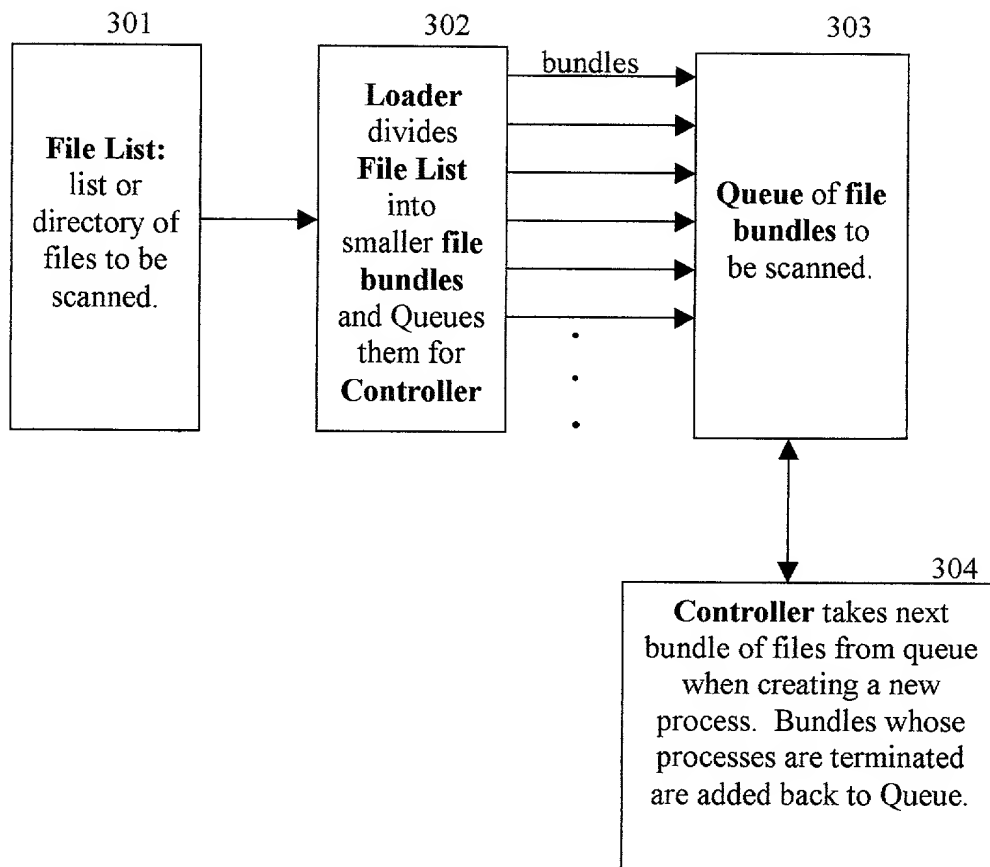 301
File List:
list or
directory of
files to be
scanned.
302
Loader
divides
File List
into
smaller file
bundles
and Queues
them for
Controller
bundles
303
Queue of file
bundles to
be scanned.
304
Controller takes next
bundle of files from queue
when creating a new
process. Bundles whose
processes are terminated
are added back to Queue.